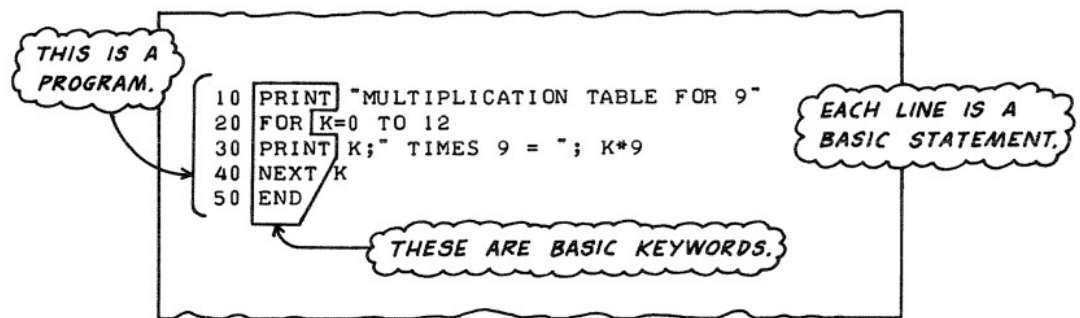 THIS IS A
PROGRAM.
10 PRINT "MULTIPLICATION TABLE FOR 9"
20 FOR K=0 TO 12
30 PRINT K;" TIMES 9 = "; K*9
40 NEXT K
50 END
EACH LINE IS A
BASIC STATEMENT.
THESE ARE BASIC KEYWORDS.